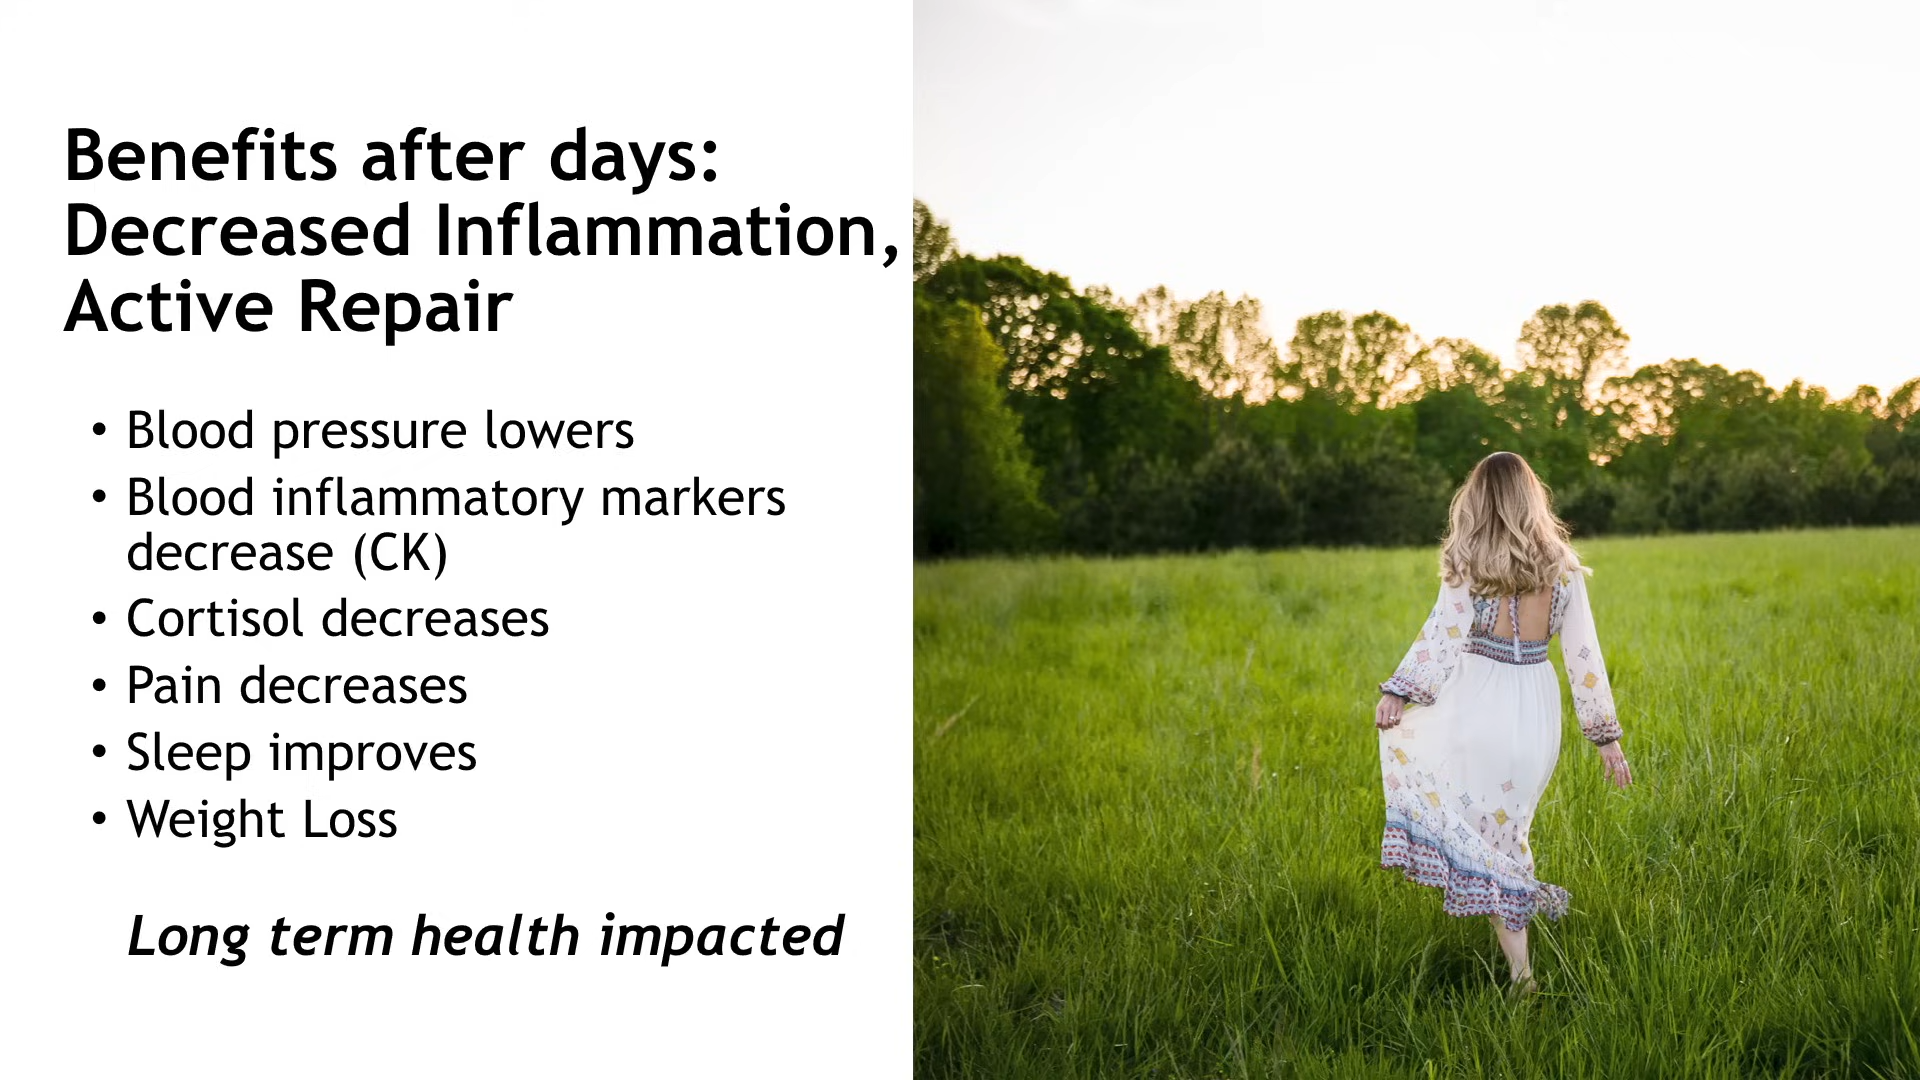 Benefits after days:
Decreased Inflammation,
Active Repair
• Blood pressure lowers
• Blood inflammatory markers
decrease (CK)
• Cortisol decreases
• Pain decreases
• Sleep improves
• Weight Loss
Long term health impacted